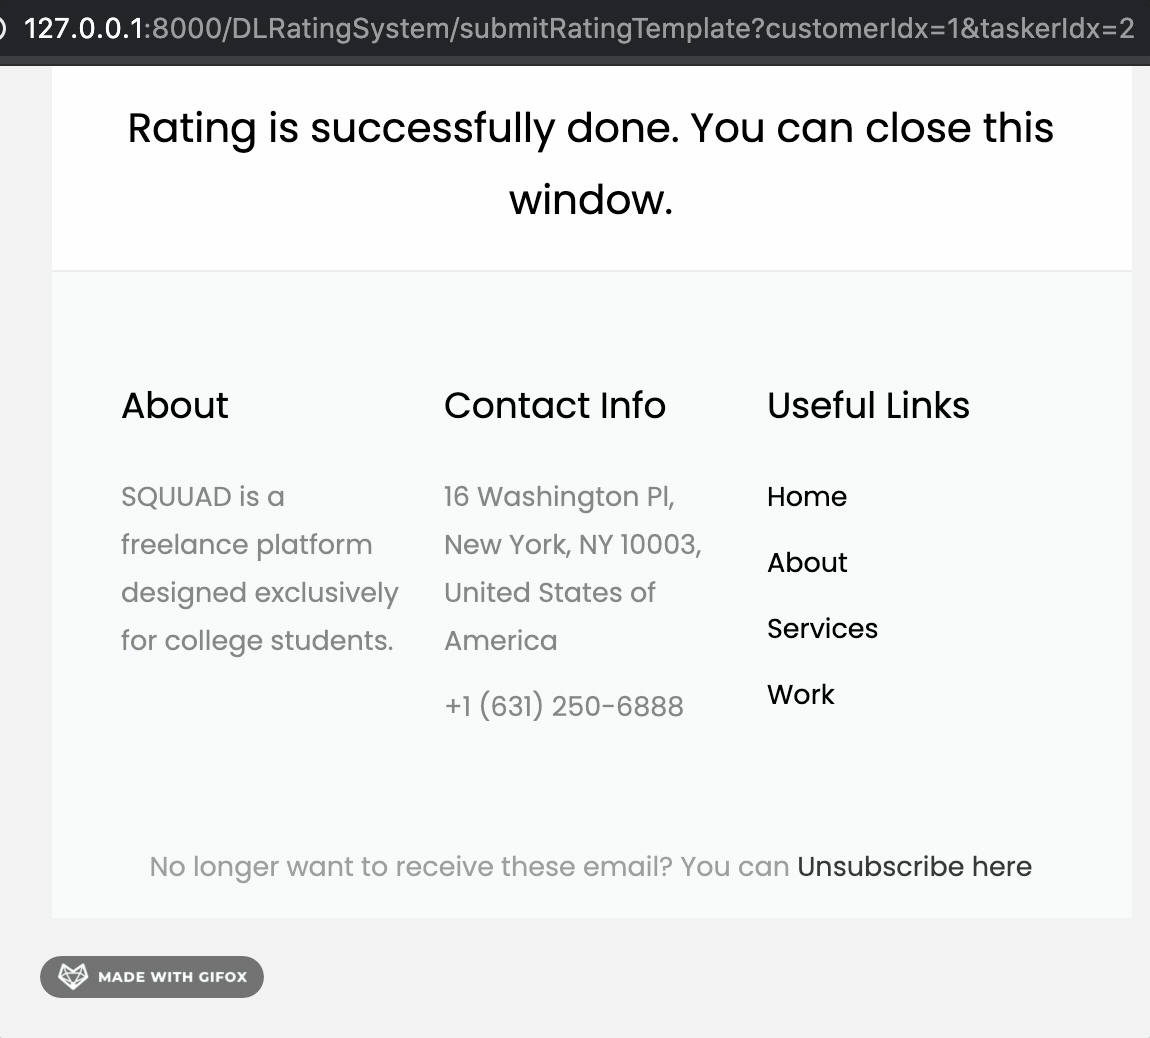 127.0.0.1:8000/DLRatingSystem/submitRatingTemplate?customerIdx=1&taskerIdx=2
Rating is successfully done. You can close this
window.
About
SQUUAD is a
freelance platform
designed exclusively
for college students.
Contact Info
16 Washington Pl,
New York, NY 10003,
United States of
America
+1 (631) 250-6888
Useful Links
Home
About
Services
Work
No longer want to receive these email? You can Unsubscribe here
MADE WITH GIFOX